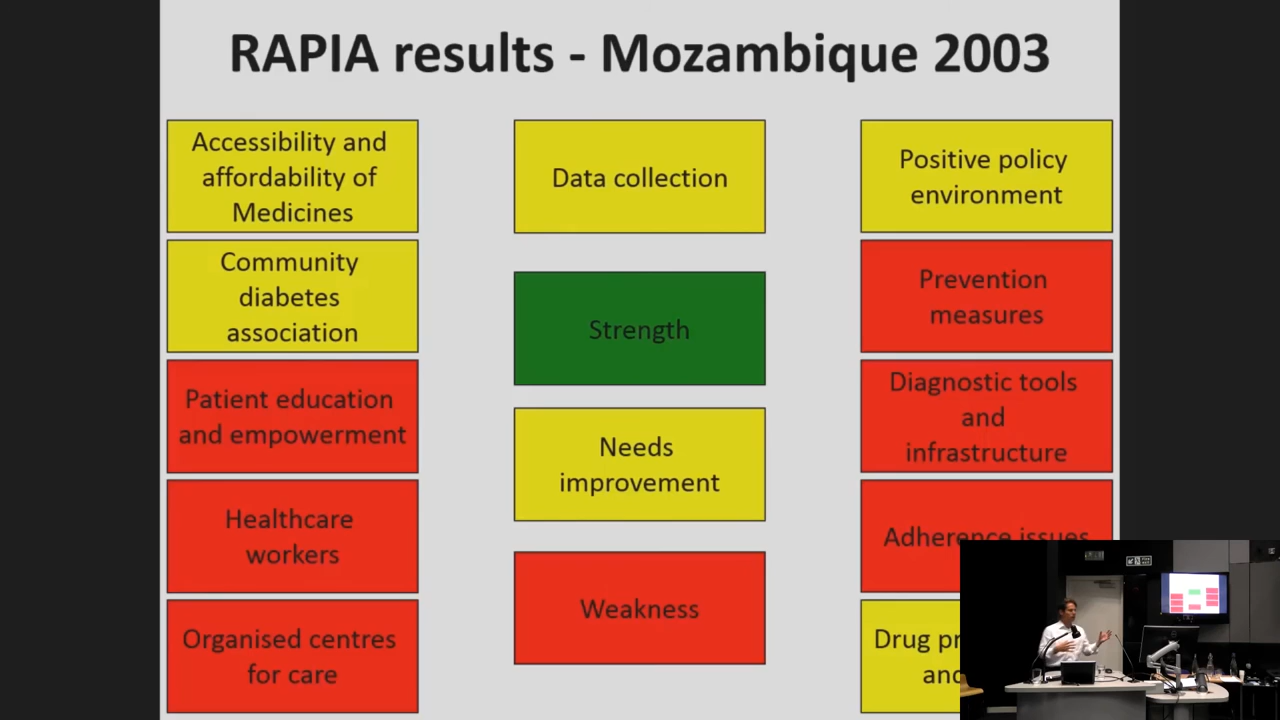 RAPIA results - Mozambique 2003
Accessibility and
affordability of
Medicines
Community
diabetes
association
Patient education
and empowerment
Healthcare
workers
Organised centres
for care
Data collection
Strength
Needs
improvement
Weakness
Positive policy
environment
Prevention
measures
Diagnostic tools
and
infrastructure
Adherence issues
Drug